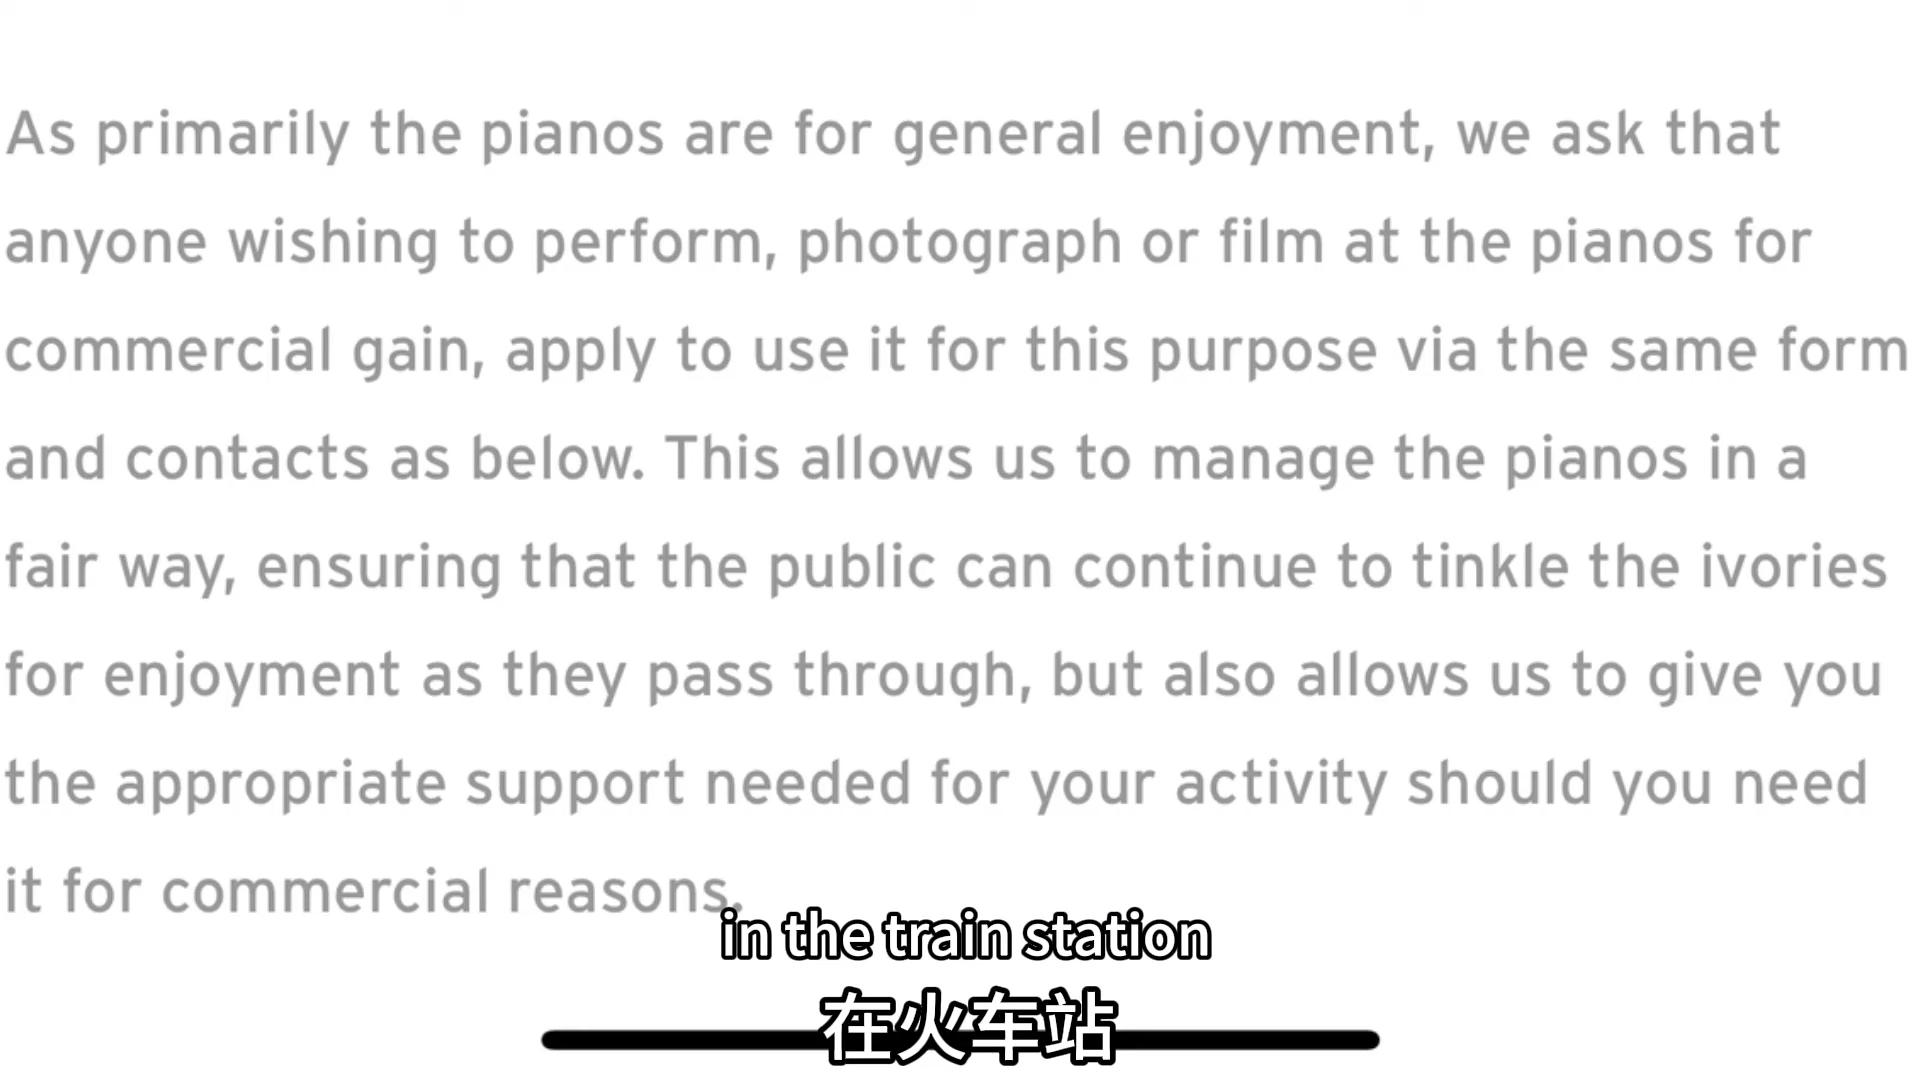 As primarily the pianos are for general enjoyment, we ask that
anyone wishing to perform, photograph or film at the pianos for
commercial gain, apply to use it for this purpose via the same form
and contacts as below. This allows us to manage the pianos in a
fair way, ensuring that the public can continue to tinkle the ivories
for enjoyment as they pass through, but also allows us to give you
the appropriate support needed for your activity should you need
it for commercial reasons.
in the train station
在火车站